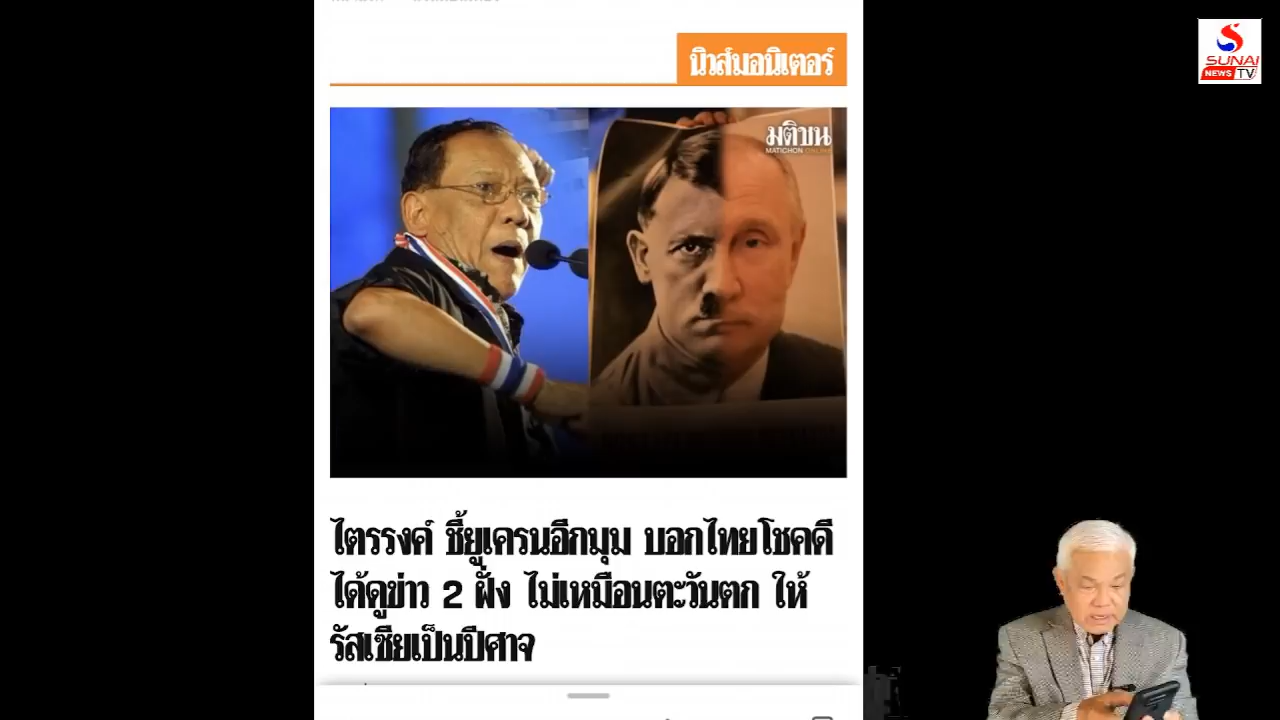 SUNAI
NEWS TV
นิวส์มอนิเตอร์
มติชน
MATICHON ONLINE
ไตรรงค์ ชี้ยูเครนอีกมุม บอกไทยโชคดี
ได้ดูข่าว 2 ฝั่ง ไม่เหมือนตะวันตก ให้
รัสเซียเป็นปีศาจ